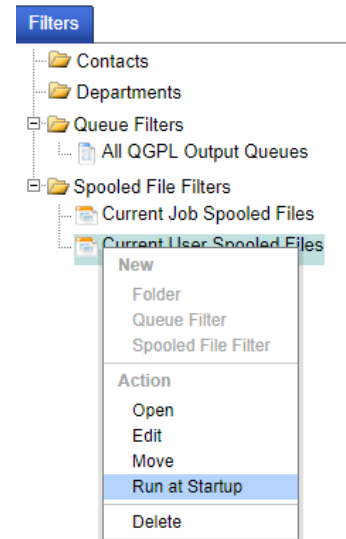 Filters
Contacts
Departments
Queue Filters
All QGPL Output Queues
Spooled File Filters
Current Job Spooled Files
Current User Spooled Files
New
Folder
Queue Filter
Spooled File Filter
Action
Open
Edit
Move
Run at Startup
Delete